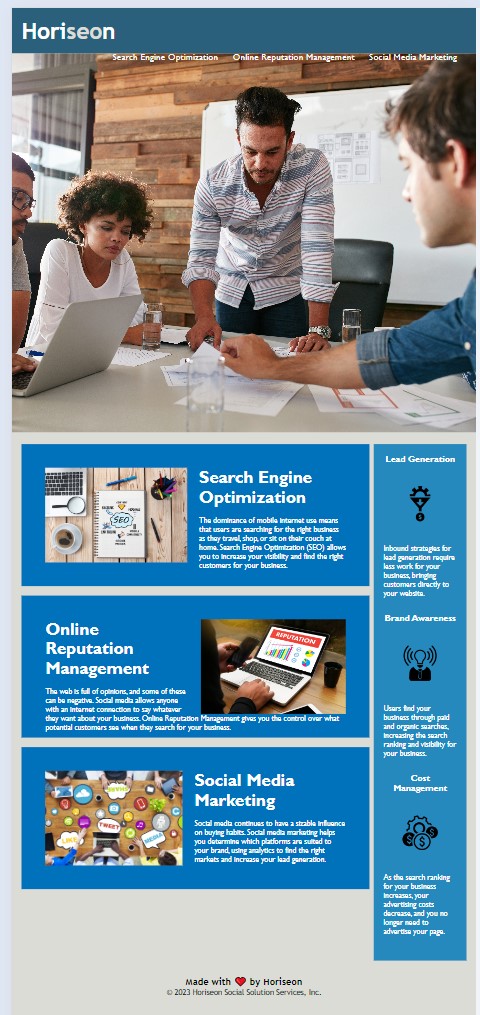 Horiseon
Search Engine Optimization Online Reputation Management Social Media Marketing
Search Engine
Optimization
The dominance of mobile internet use means
that users are searching for the right business
as they travel, shop, or sit on their couch at
home. Search Engine Optimization (SEO) allows
you to increase your visibility and find the right
customers for your business.
SEO
Online
Reputation
Management
The web is full of opinions, and some of these
can be negative. Social media allows anyone
with an internet connection to say whatever
they want about your business. Online Reputation Management gives you the control over what
potential customers see when they search for your business.
REPUTATION
Social Media
Marketing
Social media continues to have a sizable influence
on buying habits. Social media marketing helps
you determine which platforms are suited to
your brand, using analytics to find the right
markets and increase your lead generation.
SHARE
TWEET
LIKE
MEDIA
Lead Generation
Inbound strategies for
lead generation require
less work for your
business, bringing
customers directly to
your website.
Brand Awareness
Users find your
business through paid
and organic searches,
increasing the search
ranking and visibility for
your business.
Cost
Management
As the search ranking
for your business
increases, your
advertising costs
decrease, and you no
longer need to
advertise your page.
Made with ❤️ by Horiseon
© 2023 Horiseon Social Solution Services, Inc.